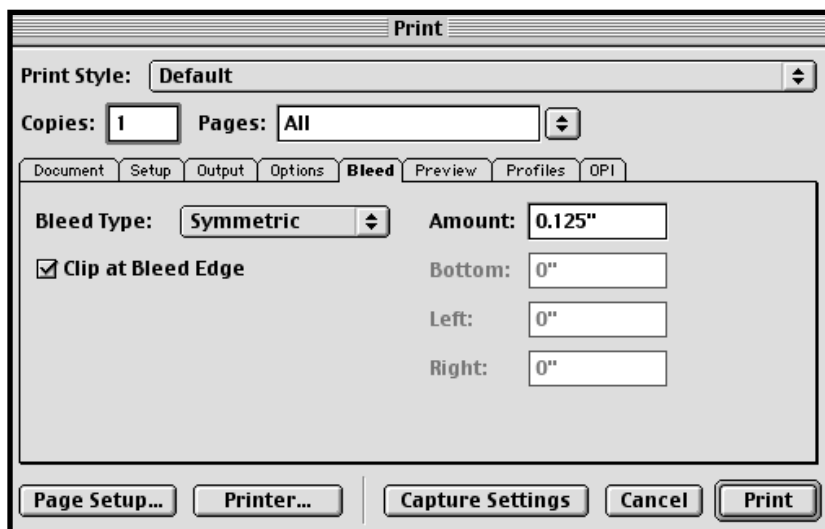 Print
Print Style: Default
Copies: 1 Pages: All
Document Setup Output Options Bleed Preview Profiles OPI
Bleed Type: Symmetric Amount: 0.125"
Clip at Bleed Edge Bottom: 0"
Left: 0"
Right: 0"
Page Setup... Printer... Capture Settings Cancel Print